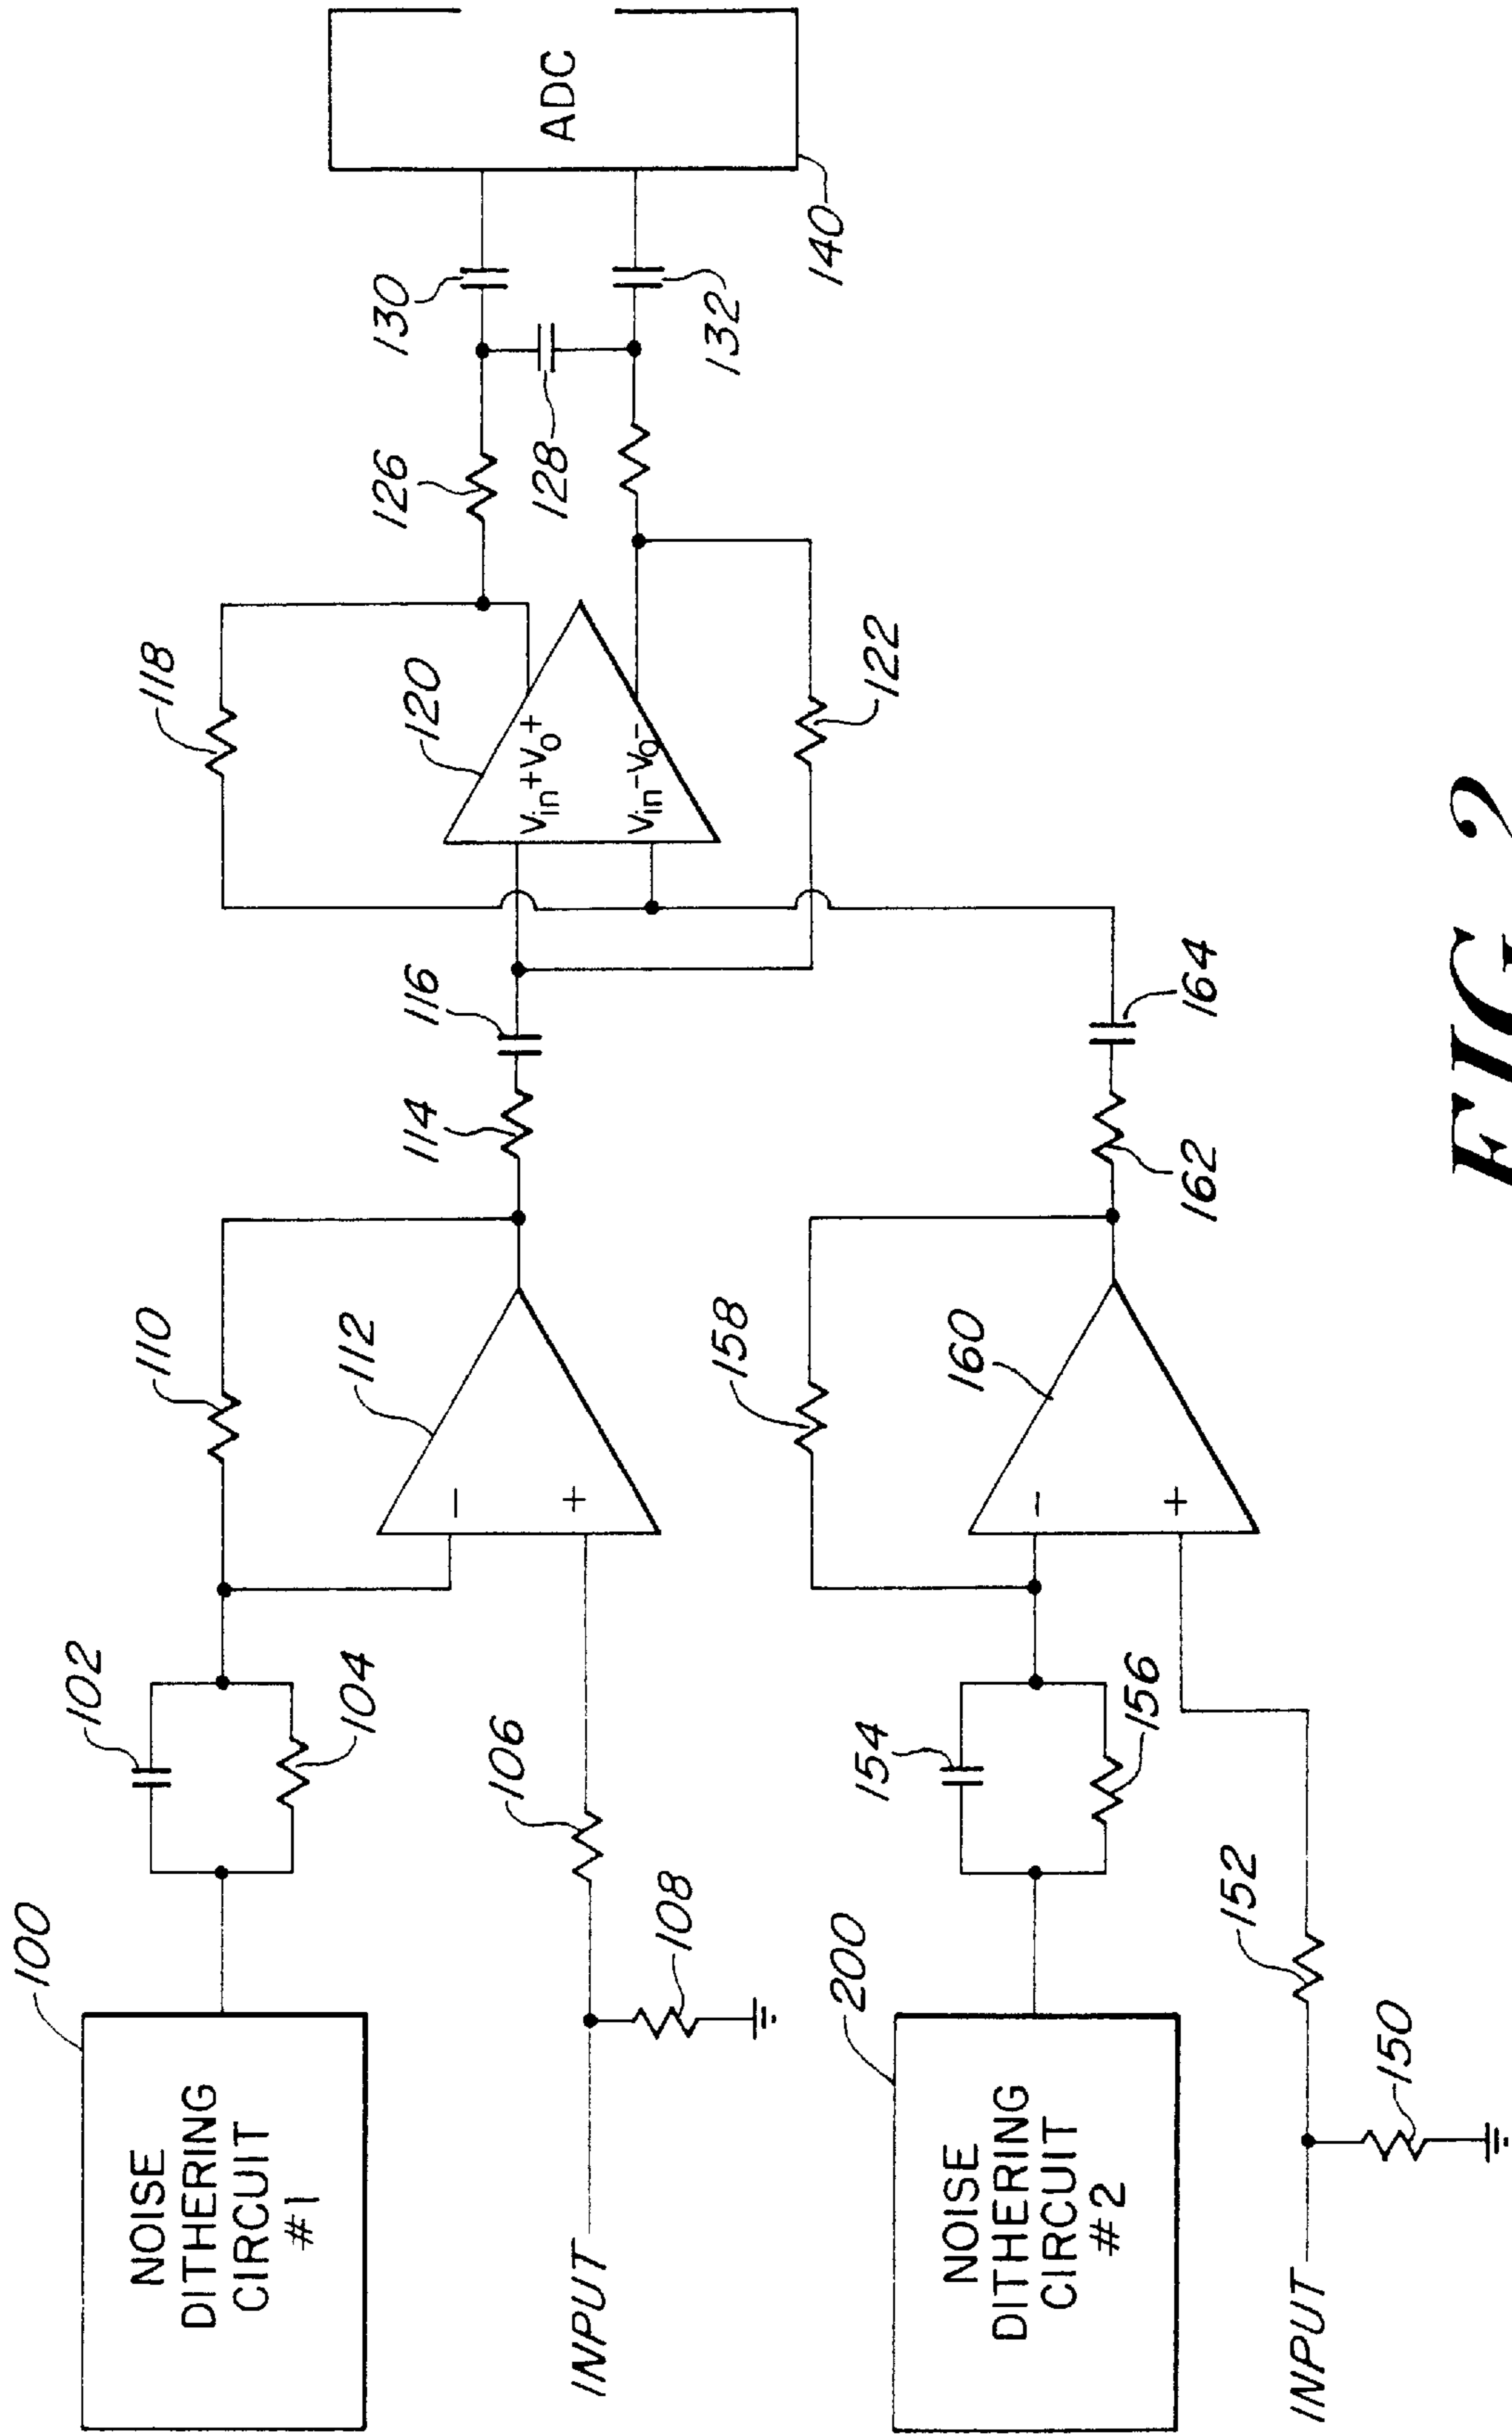 100
NOISE
DITHERING
CIRCUIT
#1
102
104
110
112
-
+
106
108
INPUT
114
116
118
120
Vin+ Vo+
Vin- Vo-
122
126
128
130
132
ADC
140
200
NOISE
DITHERING
CIRCUIT
#2
154
156
158
160
-
+
152
150
INPUT
162
164
FIG 2